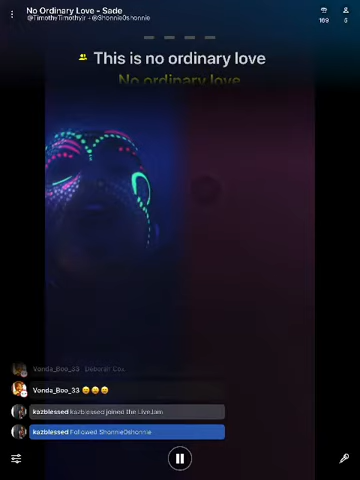 No Ordinary Love - Sade
@TimothyTimothyjr + @Shonnie0shonnie
169
5
This is no ordinary love
No ordinary love
Vonda_Boo_33 Deborah Cox
Vonda_Boo_33 😄😄😄
kazblessed kazblessed joined the LiveJam
kazblessed Followed Shonnie0shonnie